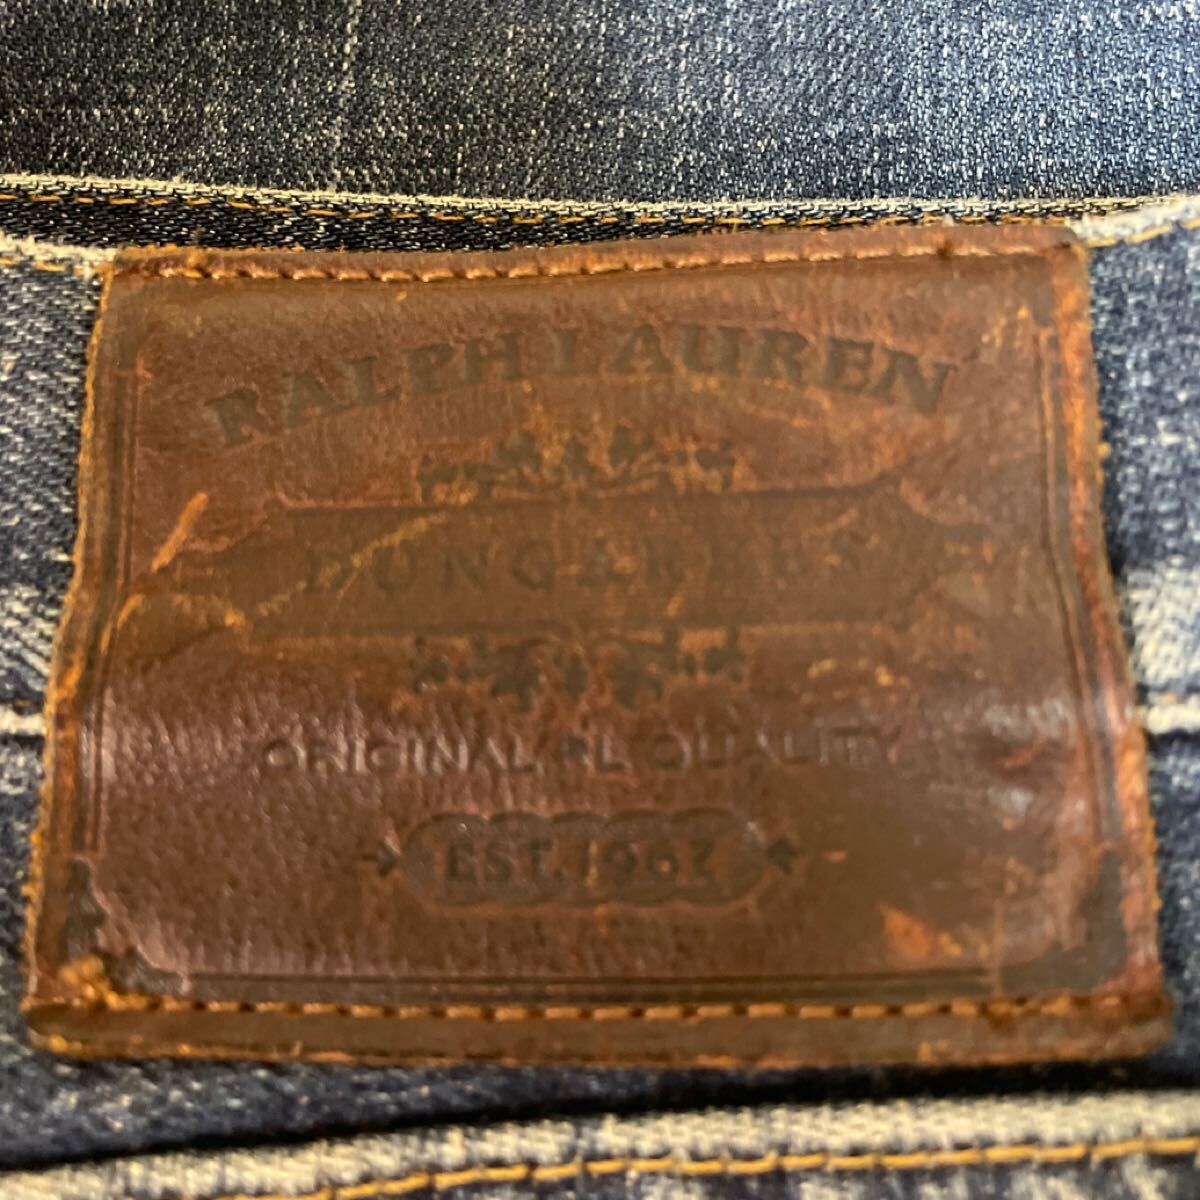 RALPH LAUREN
DUNGAREES
ORIGINAL RL QUALITY
EST. 1967